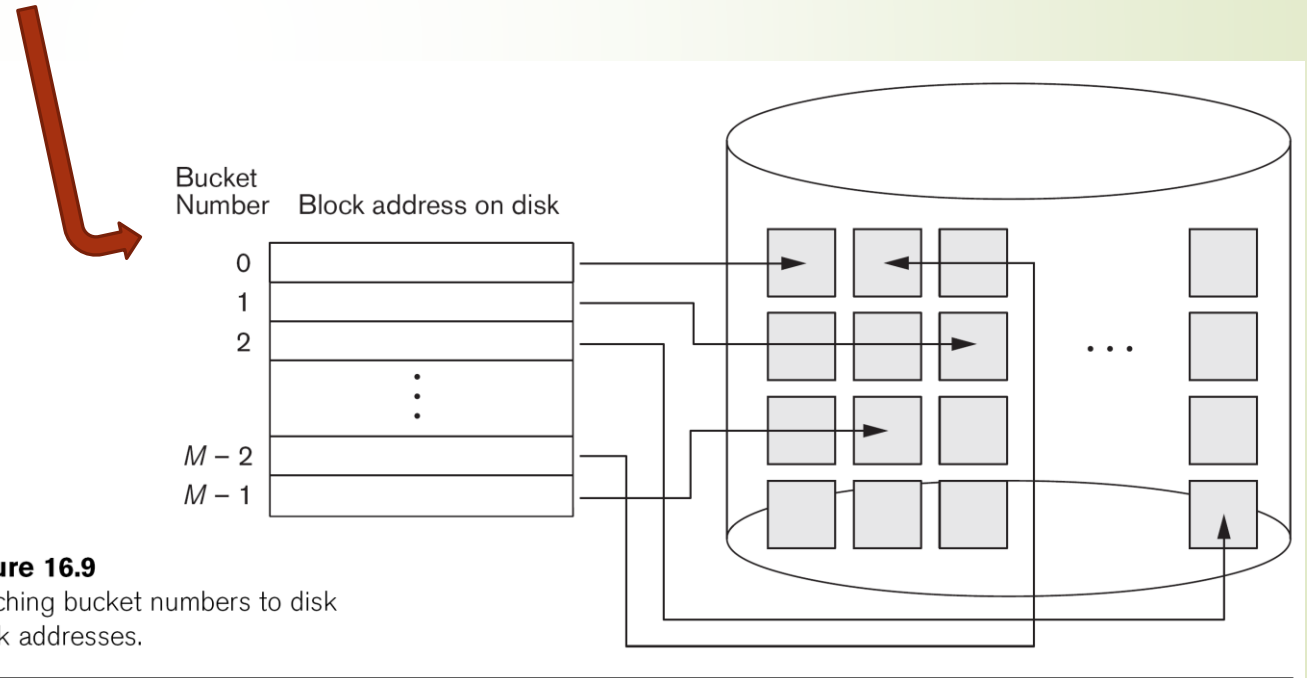 Bucket
Number Block address on disk
0
1
2
M – 2
M – 1
ure 16.9
ching bucket numbers to disk
k addresses.